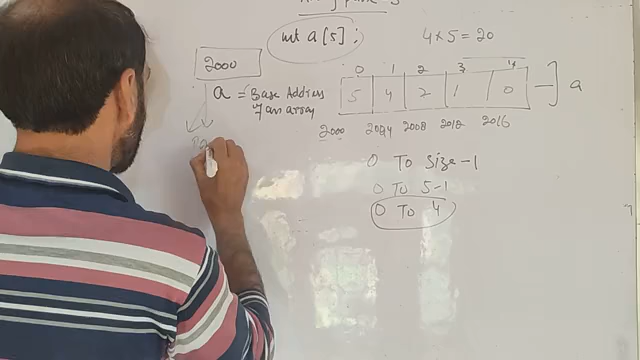 int a[5];
4*5=20
2000
a = Base Address
of an array
0 1 2 3 4
5 4 2 1 0
a
2000 2024 2008 2012 2016
0 To Size-1
0 To 5-1
0 To 4